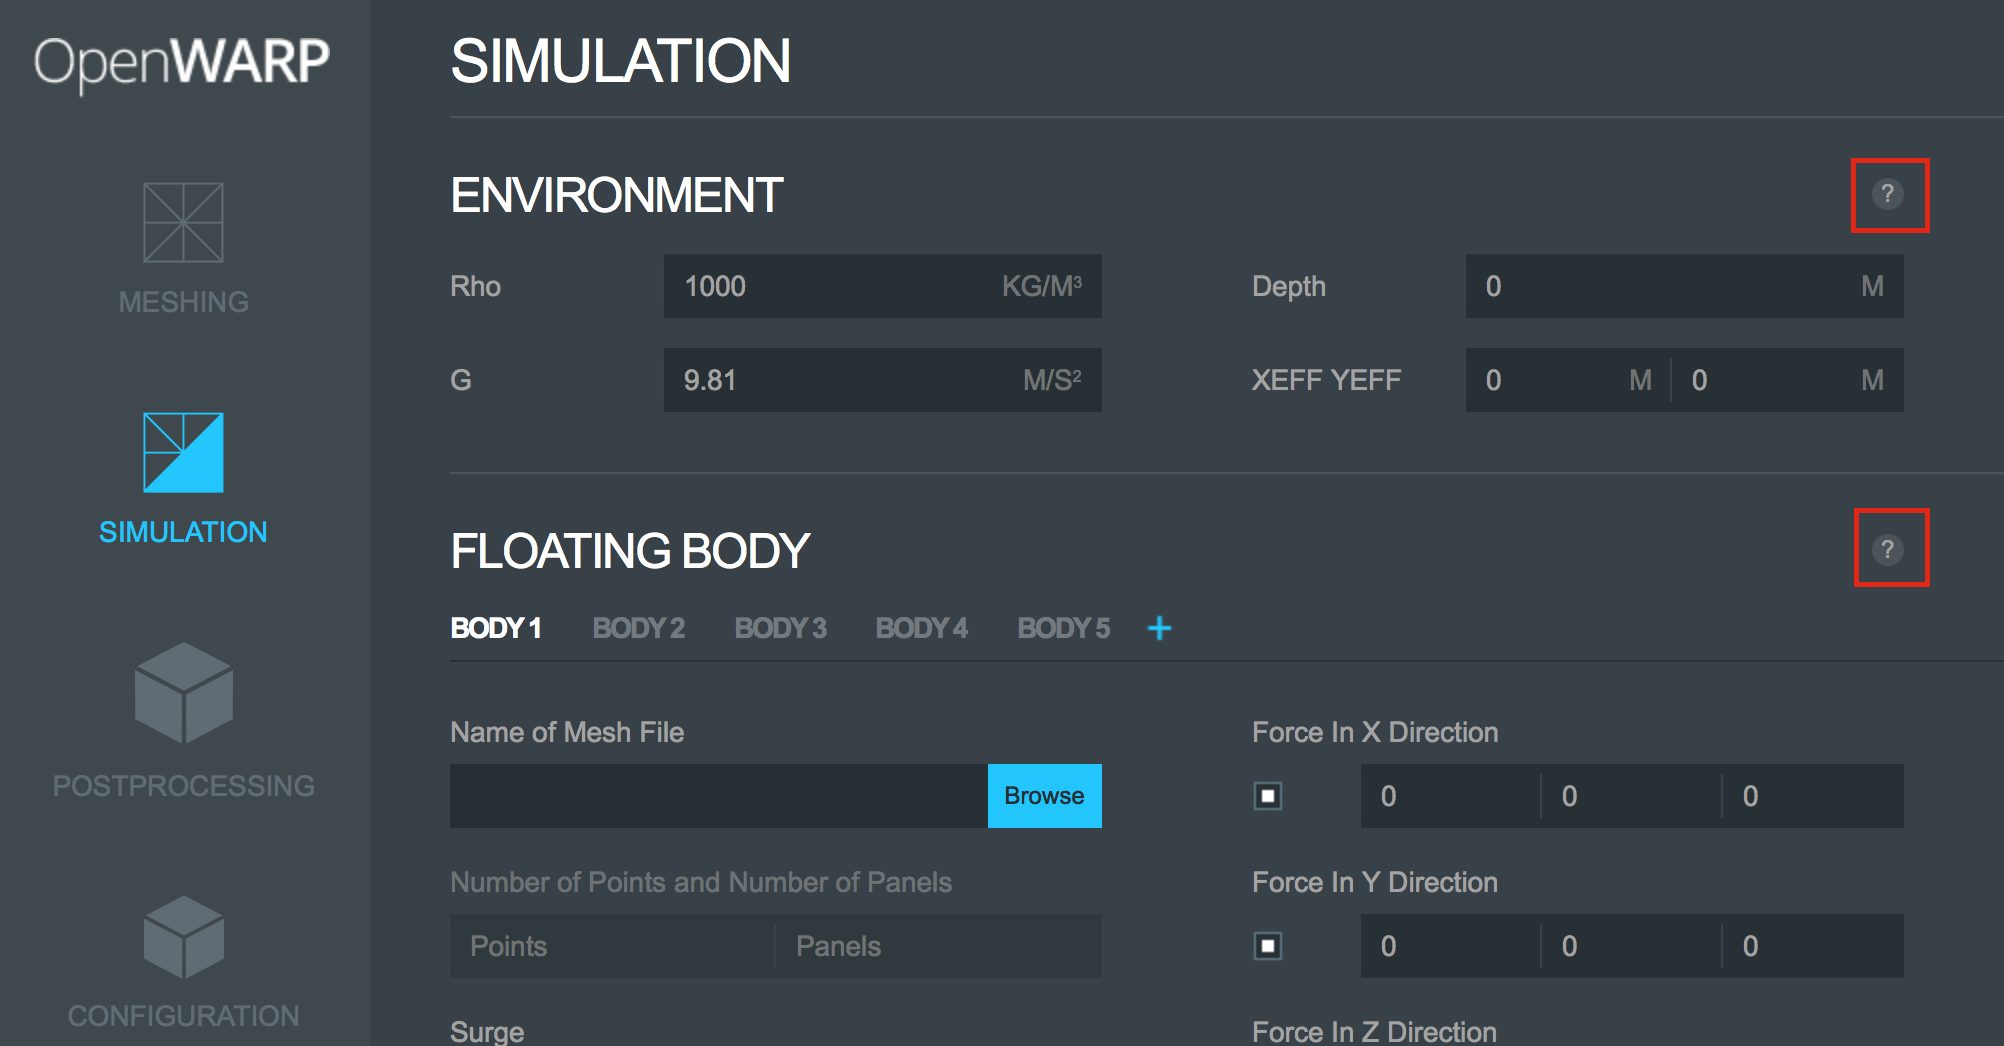 OpenWARP
MESHING
SIMULATION
POSTPROCESSING
CONFIGURATION
SIMULATION
ENVIRONMENT ?
Rho 1000 KG/M³ Depth 0 M
G 9.81 M/S² XEFF YEFF 0 M 0 M
FLOATING BODY ?
BODY 1 BODY 2 BODY 3 BODY 4 BODY 5 +
Name of Mesh File Force In X Direction
Browse 0 0 0
Number of Points and Number of Panels Force In Y Direction
Points Panels 0 0 0
Surge Force In Z Direction